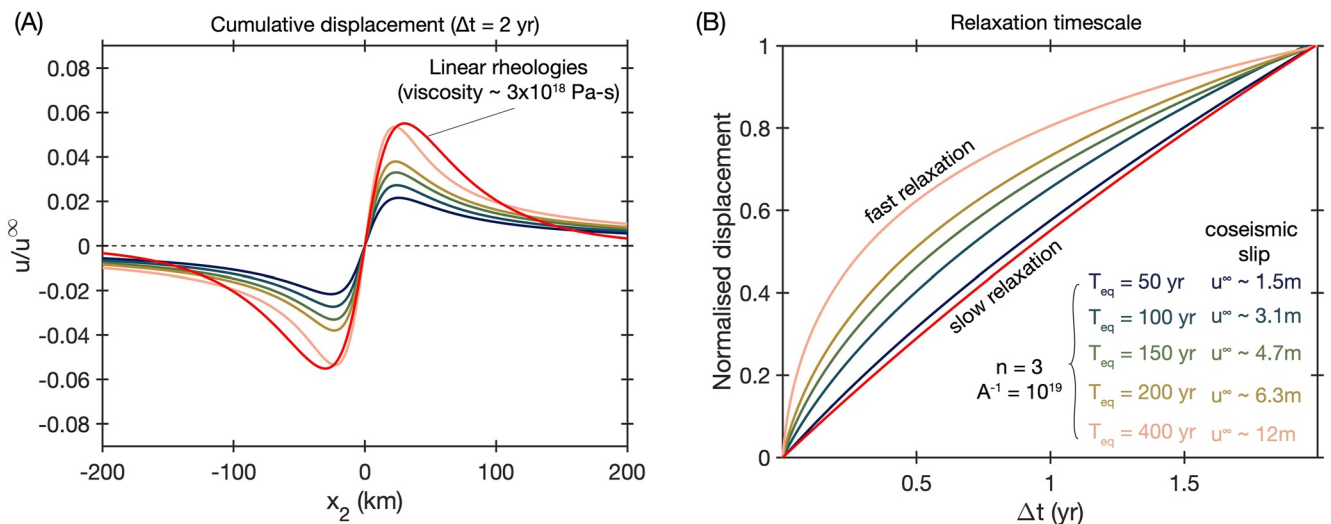 (A)
Cumulative displacement (Δt = 2 yr)
0.08
0.06
0.04
0.02
0
-0.02
-0.04
-0.06
-0.08
u/u∞
Linear rheologies
(viscosity ~ 3x10¹⁸ Pa-s)
-200
-100
0
100
200
x₂ (km)
(B)
Relaxation timescale
1
0.8
0.6
0.4
0.2
0
Normalised displacement
fast relaxation
slow relaxation
coseismic
slip
T_eq = 50 yr u∞ ~ 1.5m
T_eq = 100 yr u∞ ~ 3.1m
T_eq = 150 yr u∞ ~ 4.7m
T_eq = 200 yr u∞ ~ 6.3m
T_eq = 400 yr u∞ ~ 12m
n = 3
A⁻¹ = 10¹⁹
0.5
1
1.5
Δt (yr)